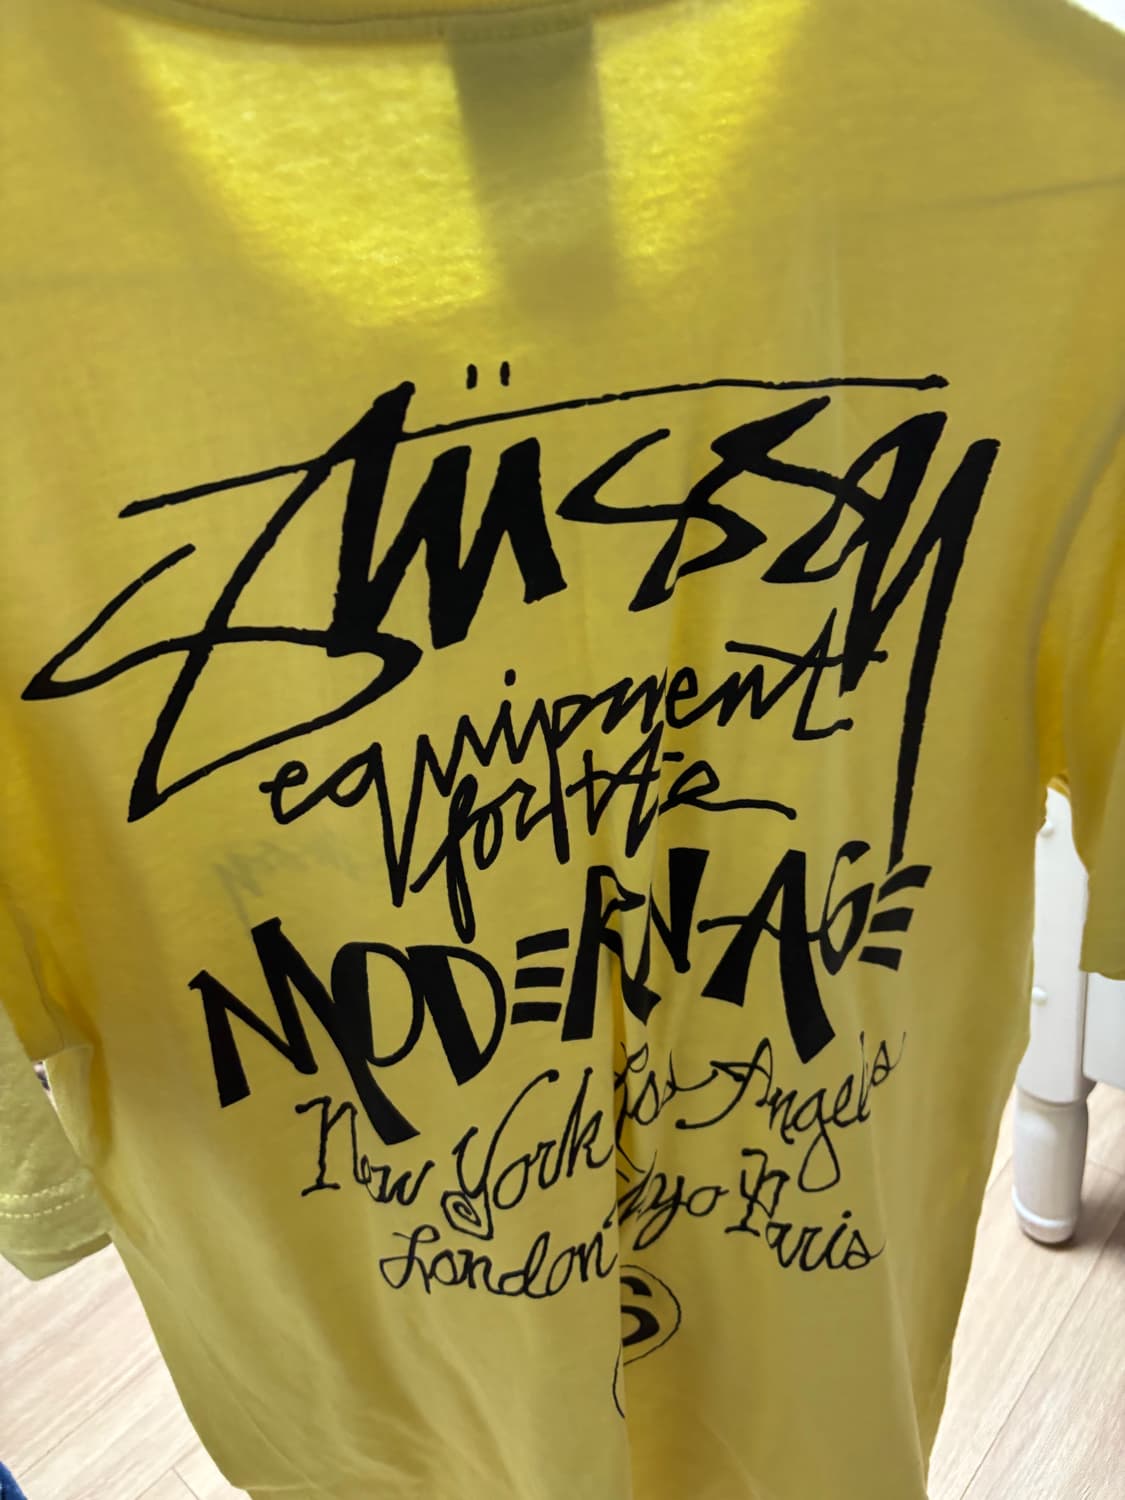 Stüssy
equipment
for the
MODERN AGE
New York Los Angeles
Tokyo
London Paris
S